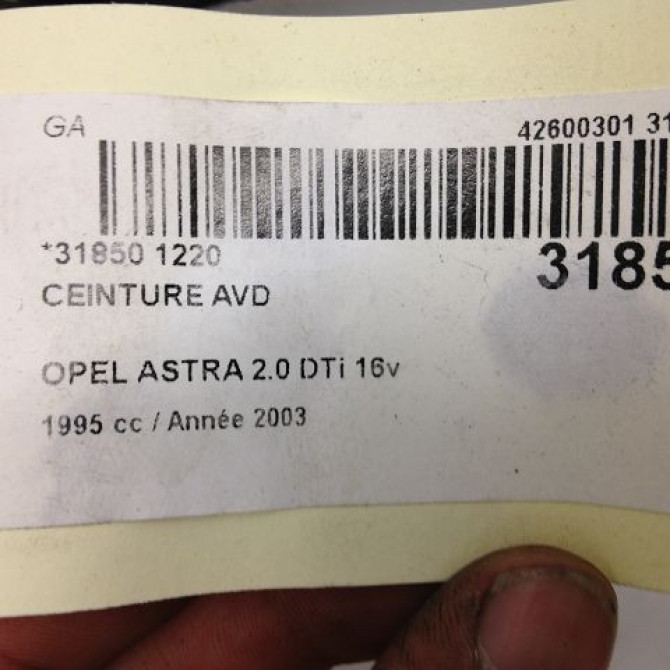 GA 42600301 31
*31850 1220 3185
CEINTURE AVD
OPEL ASTRA 2.0 DTi 16v
1995 cc / Année 2003